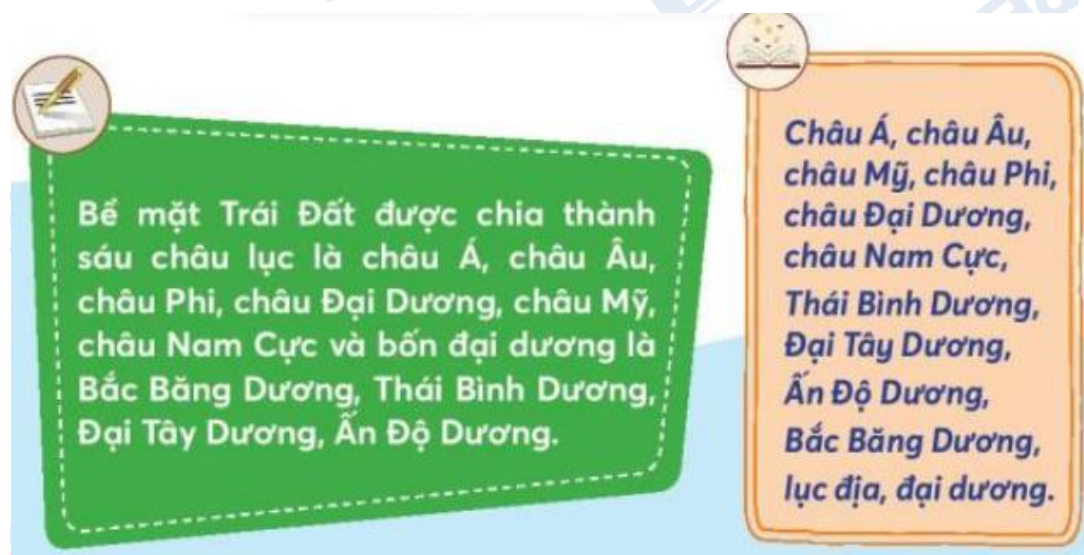 Bề mặt Trái Đất được chia thành
sáu châu lục là châu Á, châu Âu,
châu Phi, châu Đại Dương, châu Mỹ,
châu Nam Cực và bốn đại dương là
Bắc Băng Dương, Thái Bình Dương,
Đại Tây Dương, Ấn Độ Dương.
Châu Á, châu Âu,
châu Mỹ, châu Phi,
châu Đại Dương,
châu Nam Cực,
Thái Bình Dương,
Đại Tây Dương,
Ấn Độ Dương,
Bắc Băng Dương,
lục địa, đại dương.